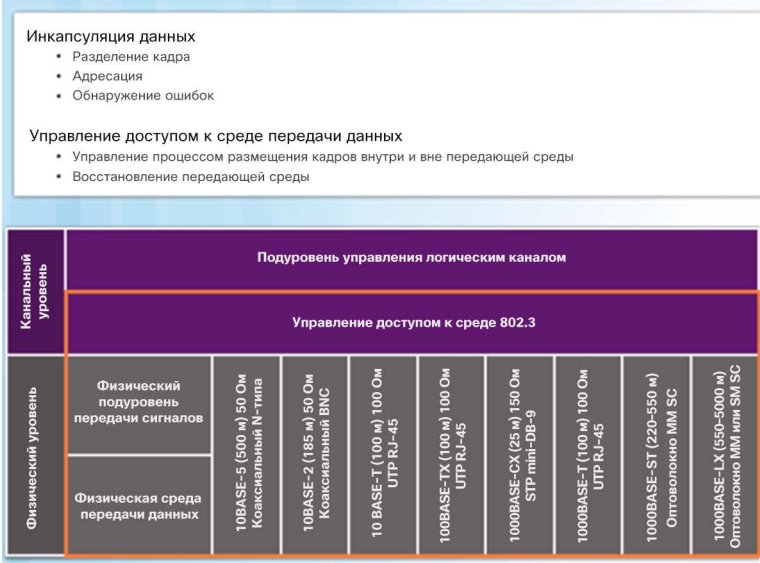 Инкапсуляция данных
• Разделение кадра
• Адресация
• Обнаружение ошибок
Управление доступом к среде передачи данных
• Управление процессом размещения кадров внутри и вне передающей среды
• Восстановление передающей среды
Канальный
уровень
Подуровень управления логическим каналом
Управление доступом к среде 802.3
Физический уровень
Физический
подуровень
передачи сигналов
Физическая среда
передачи данных
10BASE-5 (500 м) 50 Ом
Коаксиальный N-типа
10BASE-2 (185 м) 50 Ом
Коаксиальный BNC
10 BASE-T (100 м) 100 Ом
UTP RJ-45
100BASE-TX (100 м) 100 Ом
UTP RJ-45
1000BASE-CX (25 м) 150 Ом
STP mini-DB-9
1000BASE-T (100 м) 100 Ом
UTP RJ-45
1000BASE-ST (220-550 м)
Оптоволокно MM SC
1000BASE-LX (550-5000 м)
Оптоволокно MM или SM SC